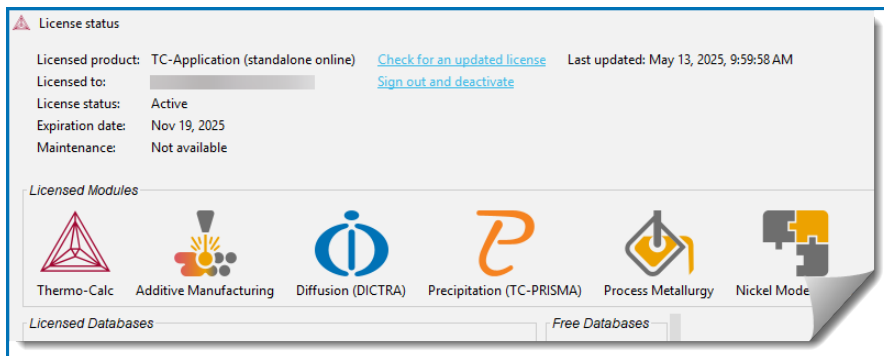 License status
Licensed product: TC-Application (standalone online) Check for an updated license Last updated: May 13, 2025, 9:59:58 AM
Licensed to: Sign out and deactivate
License status: Active
Expiration date: Nov 19, 2025
Maintenance: Not available
Licensed Modules
Thermo-Calc Additive Manufacturing Diffusion (DICTRA) Precipitation (TC-PRISMA) Process Metallurgy Nickel Mode
Licensed Databases Free Databases